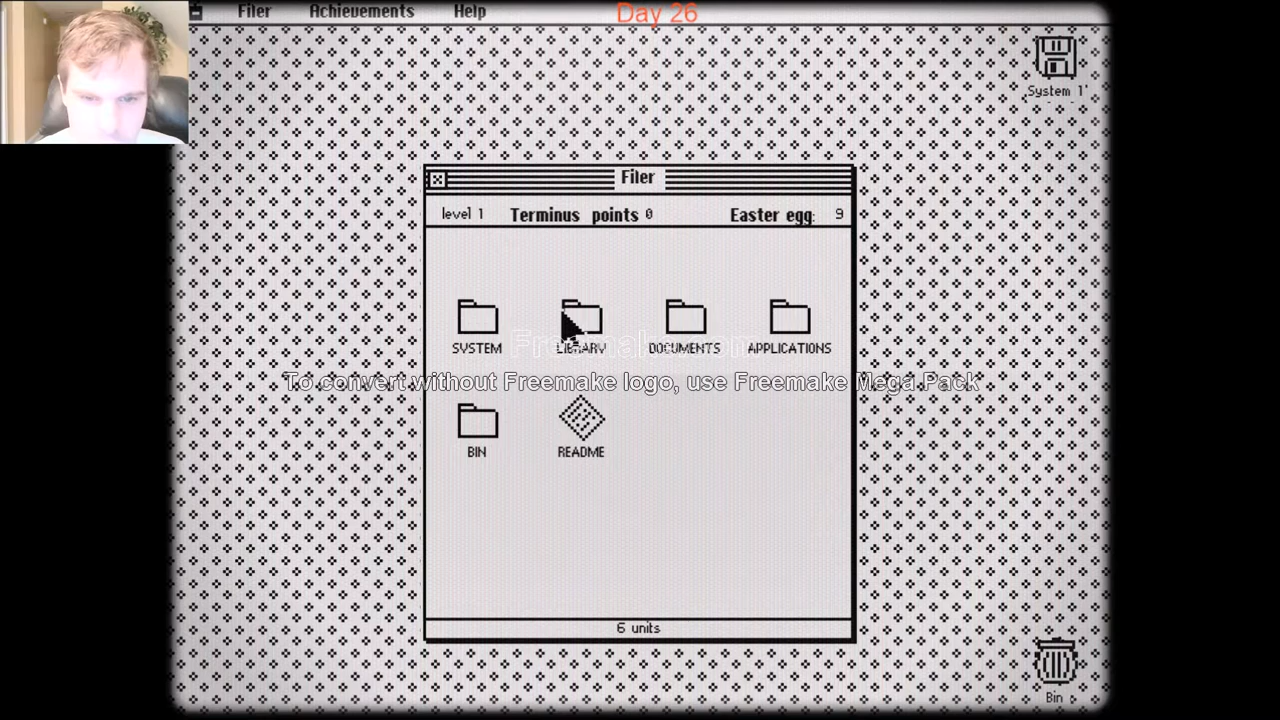 Filer Achievements Help
Day 26
System 1
Filer
level 1 Terminus points 0 Easter egg: 9
SYSTEM LIBRARY DOCUMENTS APPLICATIONS
To convert without Freemake logo, use Freemake Mega Pack
BIN README
6 units
Bin